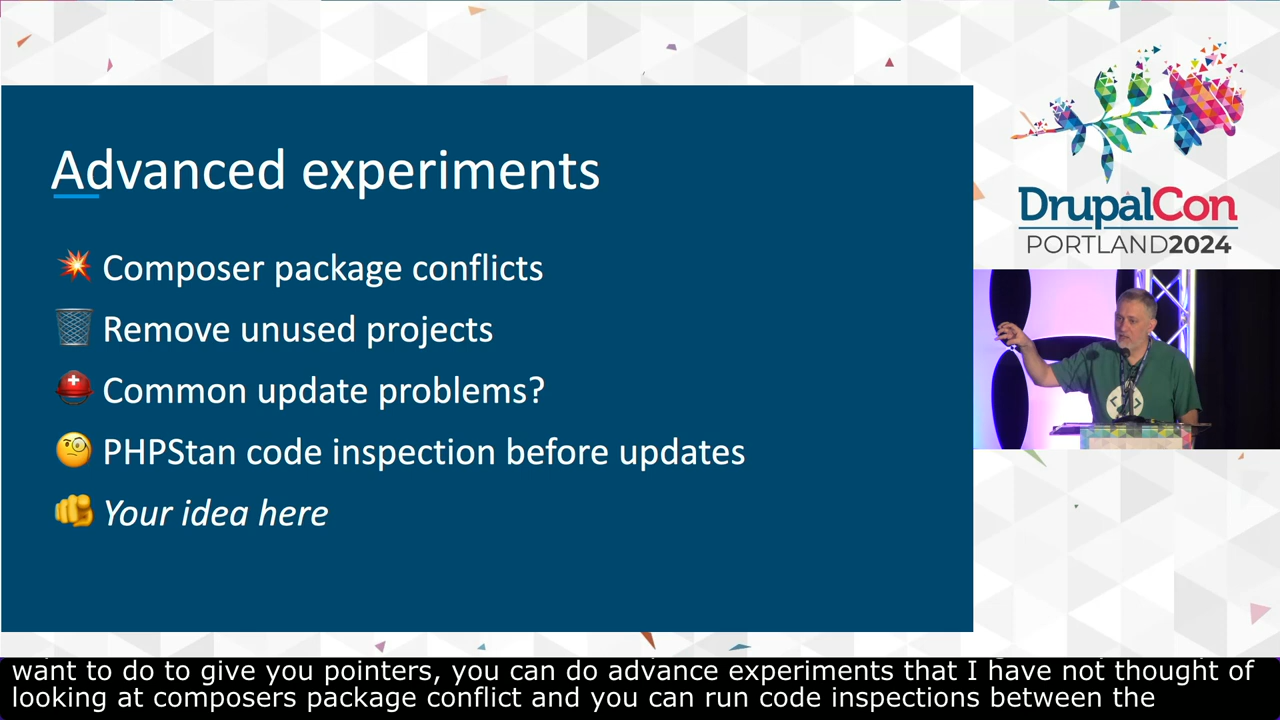 Advanced experiments
Composer package conflicts
Remove unused projects
Common update problems?
PHPStan code inspection before updates
Your idea here
DrupalCon
PORTLAND2024
want to do to give you pointers, you can do advance experiments that I have not thought of
looking at composers package conflict and you can run code inspections between the